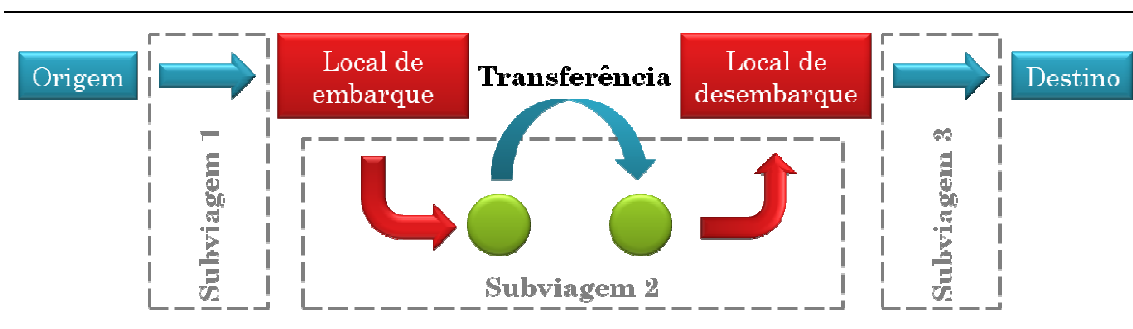 Origem
Subviagem 1
Local de
embarque
Transferência
Local de
desembarque
Subviagem 2
Subviagem 3
Destino